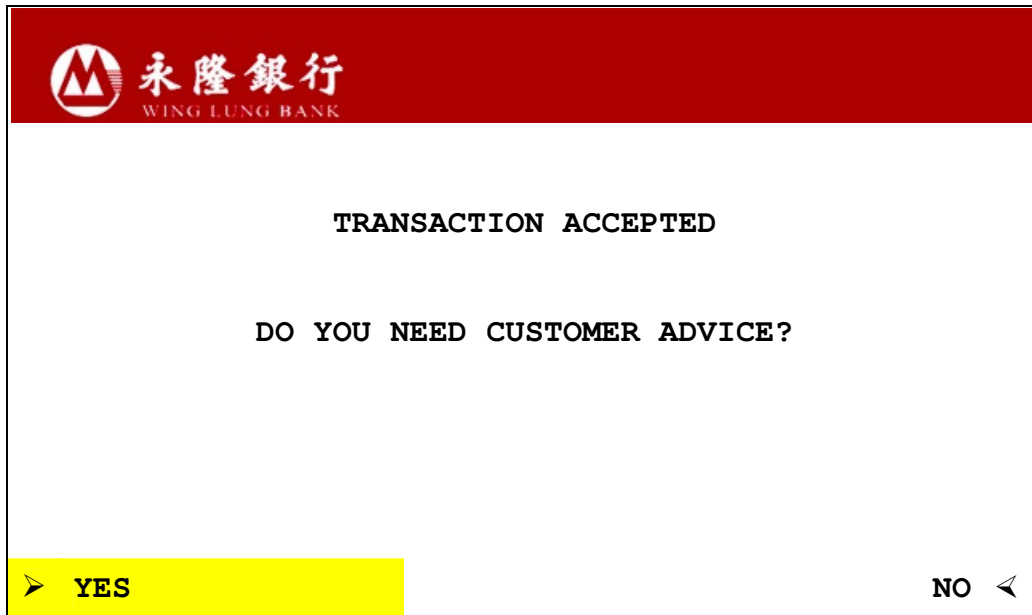 永隆銀行
WING LUNG BANK
TRANSACTION ACCEPTED
DO YOU NEED CUSTOMER ADVICE?
YES
NO